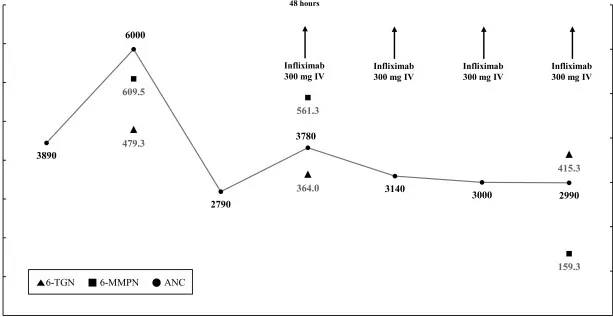 48 hours
6000
Infliximab
300 mg IV
Infliximab
300 mg IV
Infliximab
300 mg IV
Infliximab
300 mg IV
609.5
561.3
479.3
3780
3890
415.3
364.0
3140
3000
2990
2790
159.3
6-TGN 6-MMPN ANC